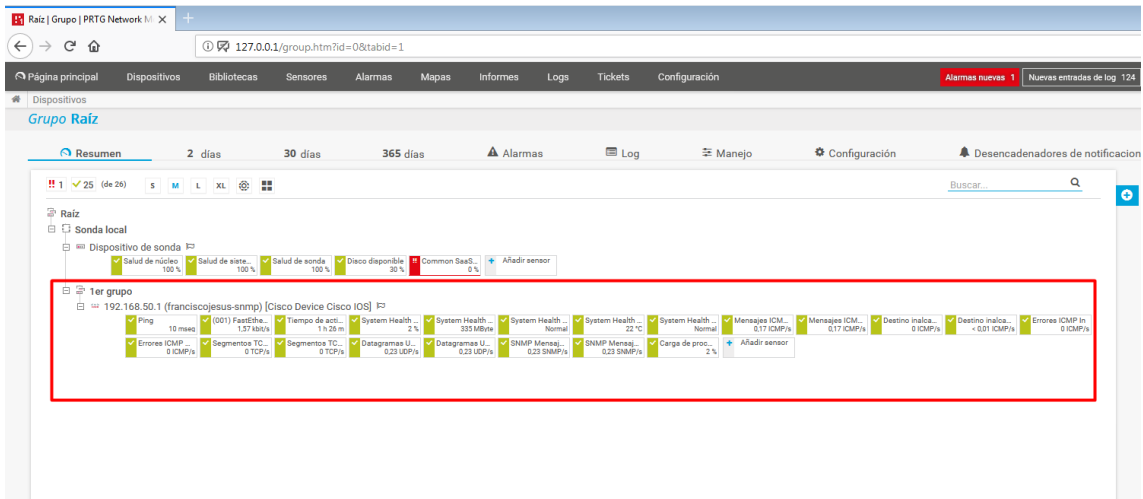 Raíz | Grupo | PRTG Network M
127.0.0.1/group.htm?id=0&tabid=1
Página principal Dispositivos Bibliotecas Sensores Alarmas Mapas Informes Logs Tickets Configuración Alarmas nuevas 1 Nuevas entradas de log 124
Dispositivos
Grupo Raíz
Resumen 2 días 30 días 365 días Alarmas Log Manejo Configuración Desencadenadores de notificacion
!! 1 25 (de 26) S M L XL Buscar...
Raíz
Sonda local
Dispositivo de sonda
Salud de núcleo Salud de siste... Salud de sonda Disco disponible !! Common SaaS... + Añadir sensor
100 % 100 % 100 % 30 % 0 %
1er grupo
192.168.50.1 (franciscojesus-snmp) [Cisco Device Cisco IOS]
Ping (001) FastEthe... Tiempo de acti... System Health ... System Health ... System Health ... System Health ... System Health ... Mensajes ICM... Mensajes ICM... Destino inalca... Destino inalca... Errores ICMP In
10 mseg 1,57 kbit/s 1 h 26 m 2 % 335 MByte Normal 22 °C Normal 0,17 ICMP/s 0,17 ICMP/s 0 ICMP/s < 0,01 ICMP/s 0 ICMP/s
Errores ICMP ... Segmentos TC... Segmentos TC... Datagramas U... Datagramas U... SNMP Mensaj... SNMP Mensaj... Carga de proc... + Añadir sensor
0 ICMP/s 0 TCP/s 0 TCP/s 0,23 UDP/s 0,23 UDP/s 0,23 SNMP/s 0,23 SNMP/s 2 %